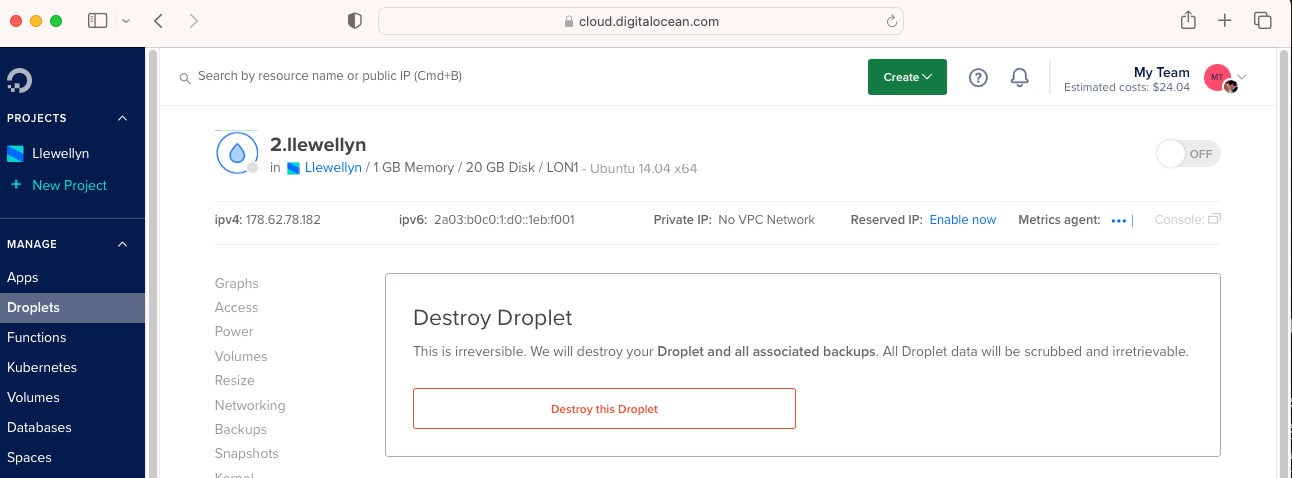 cloud.digitalocean.com
Search by resource name or public IP (Cmd+B)
Create
?
My Team
Estimated costs: $24.04
MT
PROJECTS
Llewellyn
+ New Project
MANAGE
Apps
Droplets
Functions
Kubernetes
Volumes
Databases
Spaces
2.llewellyn
in Llewellyn / 1 GB Memory / 20 GB Disk / LON1 - Ubuntu 14.04 x64
OFF
ipv4: 178.62.78.182 ipv6: 2a03:b0c0:1:d0::1eb:f001 Private IP: No VPC Network Reserved IP: Enable now Metrics agent: ••• | Console:
Graphs
Access
Power
Volumes
Resize
Networking
Backups
Snapshots
Kernel
Destroy Droplet
This is irreversible. We will destroy your Droplet and all associated backups. All Droplet data will be scrubbed and irretrievable.
Destroy this Droplet